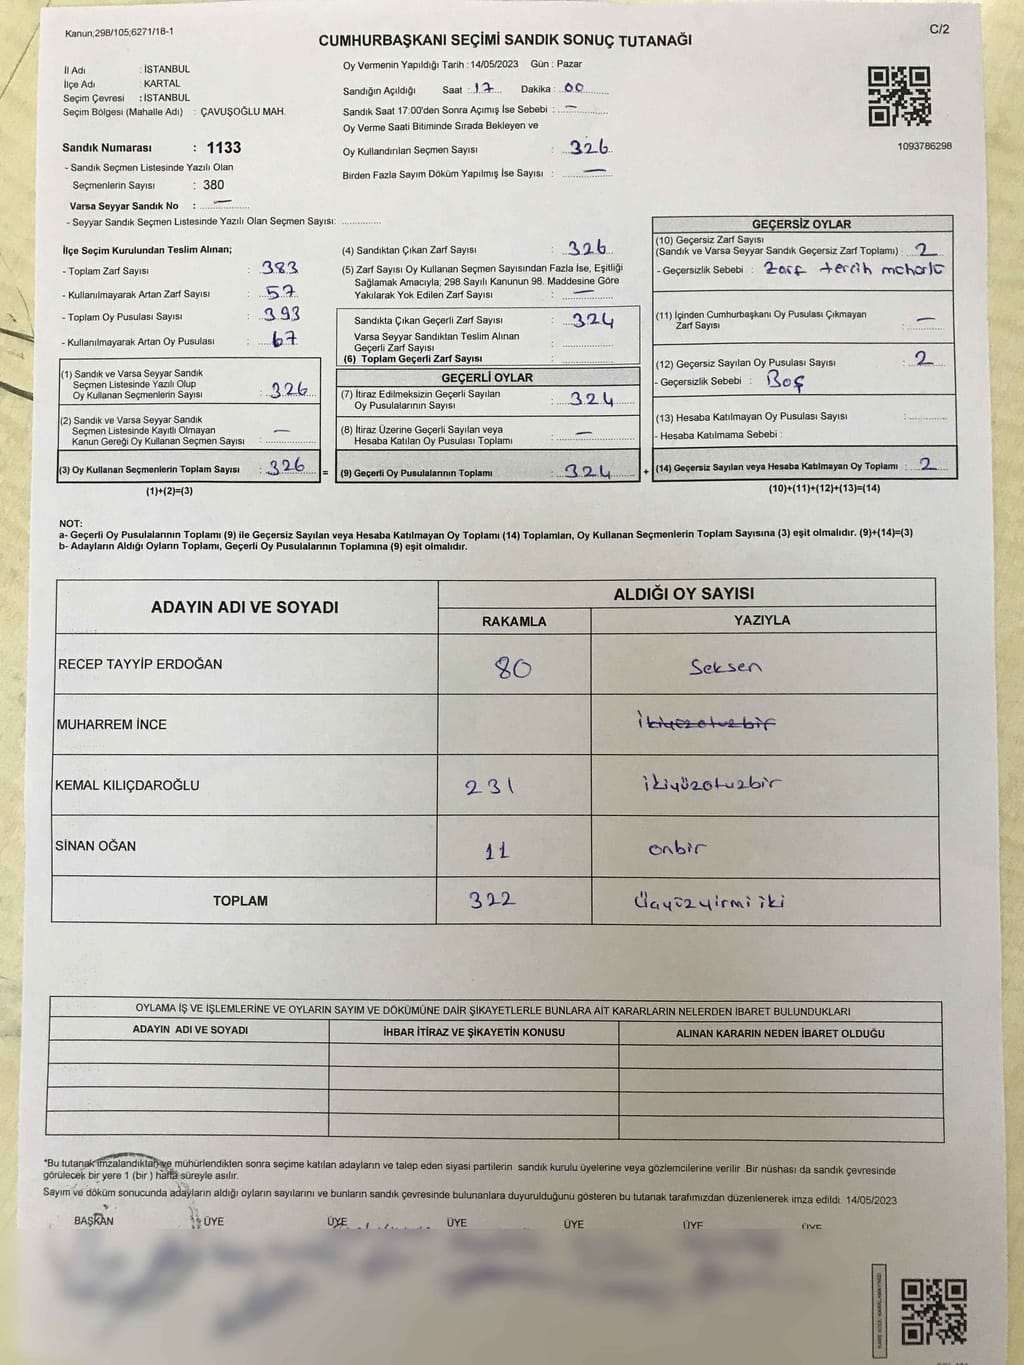 Kanun;298/105;6271/18-1
C/2
CUMHURBAŞKANI SEÇİMİ SANDIK SONUÇ TUTANAĞI
İl Adı : İSTANBUL
İlçe Adı : KARTAL
Seçim Çevresi : İSTANBUL
Seçim Bölgesi (Mahalle Adı) : ÇAVUŞOĞLU MAH.
Sandık Numarası : 1133
- Sandık Seçmen Listesinde Yazılı Olan
Seçmenlerin Sayısı : 380
Varsa Seyyar Sandık No : —
- Seyyar Sandık Seçmen Listesinde Yazılı Olan Seçmen Sayısı: ..............
Oy Vermenin Yapıldığı Tarih : 14/05/2023 Gün : Pazar
Sandığın Açıldığı Saat : 17 Dakika : 00
Sandık Saat 17:00'den Sonra Açımış İse Sebebi : —
Oy Verme Saati Bitiminde Sırada Bekleyen ve
Oy Kullandırılan Seçmen Sayısı : 326
Birden Fazla Sayım Döküm Yapılmış İse Sayısı : —
1093786298
İlçe Seçim Kurulundan Teslim Alınan;
- Toplam Zarf Sayısı : 383
- Kullanılmayarak Artan Zarf Sayısı : 57
- Toplam Oy Pusulası Sayısı : 393
- Kullanılmayarak Artan Oy Pusulası : 67
(1) Sandık ve Varsa Seyyar Sandık
Seçmen Listesinde Yazılı Olup
Oy Kullanan Seçmenlerin Sayısı : 326
(2) Sandık ve Varsa Seyyar Sandık
Seçmen Listesinde Kayıtlı Olmayan
Kanun Gereği Oy Kullanan Seçmen Sayısı : —
(3) Oy Kullanan Seçmenlerin Toplam Sayısı : 326 =
(1)+(2)=(3)
(4) Sandıktan Çıkan Zarf Sayısı : 326
(5) Zarf Sayısı Oy Kullanan Seçmen Sayısından Fazla İse, Eşitliği
Sağlamak Amacıyla, 298 Sayılı Kanunun 98. Maddesine Göre
Yakılarak Yok Edilen Zarf Sayısı : —
Sandıkta Çıkan Geçerli Zarf Sayısı : 324
Varsa Seyyar Sandıktan Teslim Alınan
Geçerli Zarf Sayısı :
(6) Toplam Geçerli Zarf Sayısı :
GEÇERLİ OYLAR
(7) İtiraz Edilmeksizin Geçerli Sayılan
Oy Pusulalarının Sayısı : 324
(8) İtiraz Üzerine Geçerli Sayılan veya
Hesaba Katılan Oy Pusulası Toplamı : —
(9) Geçerli Oy Pusulalarının Toplamı : 324 +
GEÇERSİZ OYLAR
(10) Geçersiz Zarf Sayısı
(Sandık ve Varsa Seyyar Sandık Geçersiz Zarf Toplamı) : 2
- Geçersizlik Sebebi : Zarf tercih
(11) İçinden Cumhurbaşkanı Oy Pusulası Çıkmayan
Zarf Sayısı : —
(12) Geçersiz Sayılan Oy Pusulası Sayısı : 2
- Geçersizlik Sebebi : Boş
(13) Hesaba Katılmayan Oy Pusulası Sayısı :
- Hesaba Katılmama Sebebi :
(14) Geçersiz Sayılan veya Hesaba Katılmayan Oy Toplamı : 2
(10)+(11)+(12)+(13)=(14)
NOT:
a- Geçerli Oy Pusulalarının Toplamı (9) ile Geçersiz Sayılan veya Hesaba Katılmayan Oy Toplamı (14) Toplamları, Oy Kullanan Seçmenlerin Toplam Sayısına (3) eşit olmalıdır. (9)+(14)=(3)
b- Adayların Aldığı Oyların Toplamı, Geçerli Oy Pusulalarının Toplamına (9) eşit olmalıdır.
ADAYIN ADI VE SOYADI
ALDIĞI OY SAYISI
RAKAMLA YAZIYLA
RECEP TAYYİP ERDOĞAN 80 Seksen
MUHARREM İNCE ikiyüzotuzbir
KEMAL KILIÇDAROĞLU 231 ikiyüzotuzbir
SİNAN OĞAN 11 onbir
TOPLAM 322 Üçyüzyirmi iki
OYLAMA İŞ VE İŞLEMLERİNE VE OYLARIN SAYIM VE DÖKÜMÜNE DAİR ŞİKAYETLERLE BUNLARA AİT KARARLARIN NELERDEN İBARET BULUNDUKLARI
ADAYIN ADI VE SOYADI İHBAR İTİRAZ VE ŞİKAYETİN KONUSU ALINAN KARARIN NEDEN İBARET OLDUĞU
*Bu tutanak imzalandıktan ve mühürlendikten sonra seçime katılan adayların ve talep eden siyasi partilerin sandık kurulu üyelerine veya gözlemcilerine verilir .Bir nüshası da sandık çevresinde
görülecek bir yere 1 (bir ) hafta süreyle asılır.
Sayım ve döküm sonucunda adayların aldığı oyların sayılarını ve bunların sandık çevresinde bulunanlara duyurulduğunu gösteren bu tutanak tarafımızdan düzenlenerek imza edildi. 14/05/2023
BAŞKAN ÜYE ÜYE ÜYE ÜYE ÜYE ÜYE